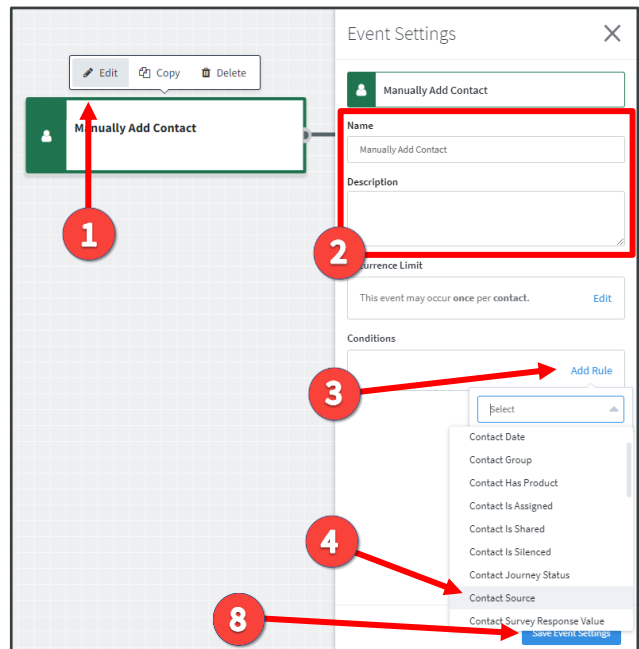 Event Settings
Edit Copy Delete
Manually Add Contact
Manually Add Contact
Name
Manually Add Contact
Description
1
2
currence Limit
This event may occur once per contact.
Edit
Conditions
Add Rule
3
Select
Contact Date
Contact Group
Contact Has Product
Contact Is Assigned
Contact Is Shared
4
Contact Is Silenced
Contact Journey Status
Contact Source
8
Contact Survey Response Value
Save Event Settings